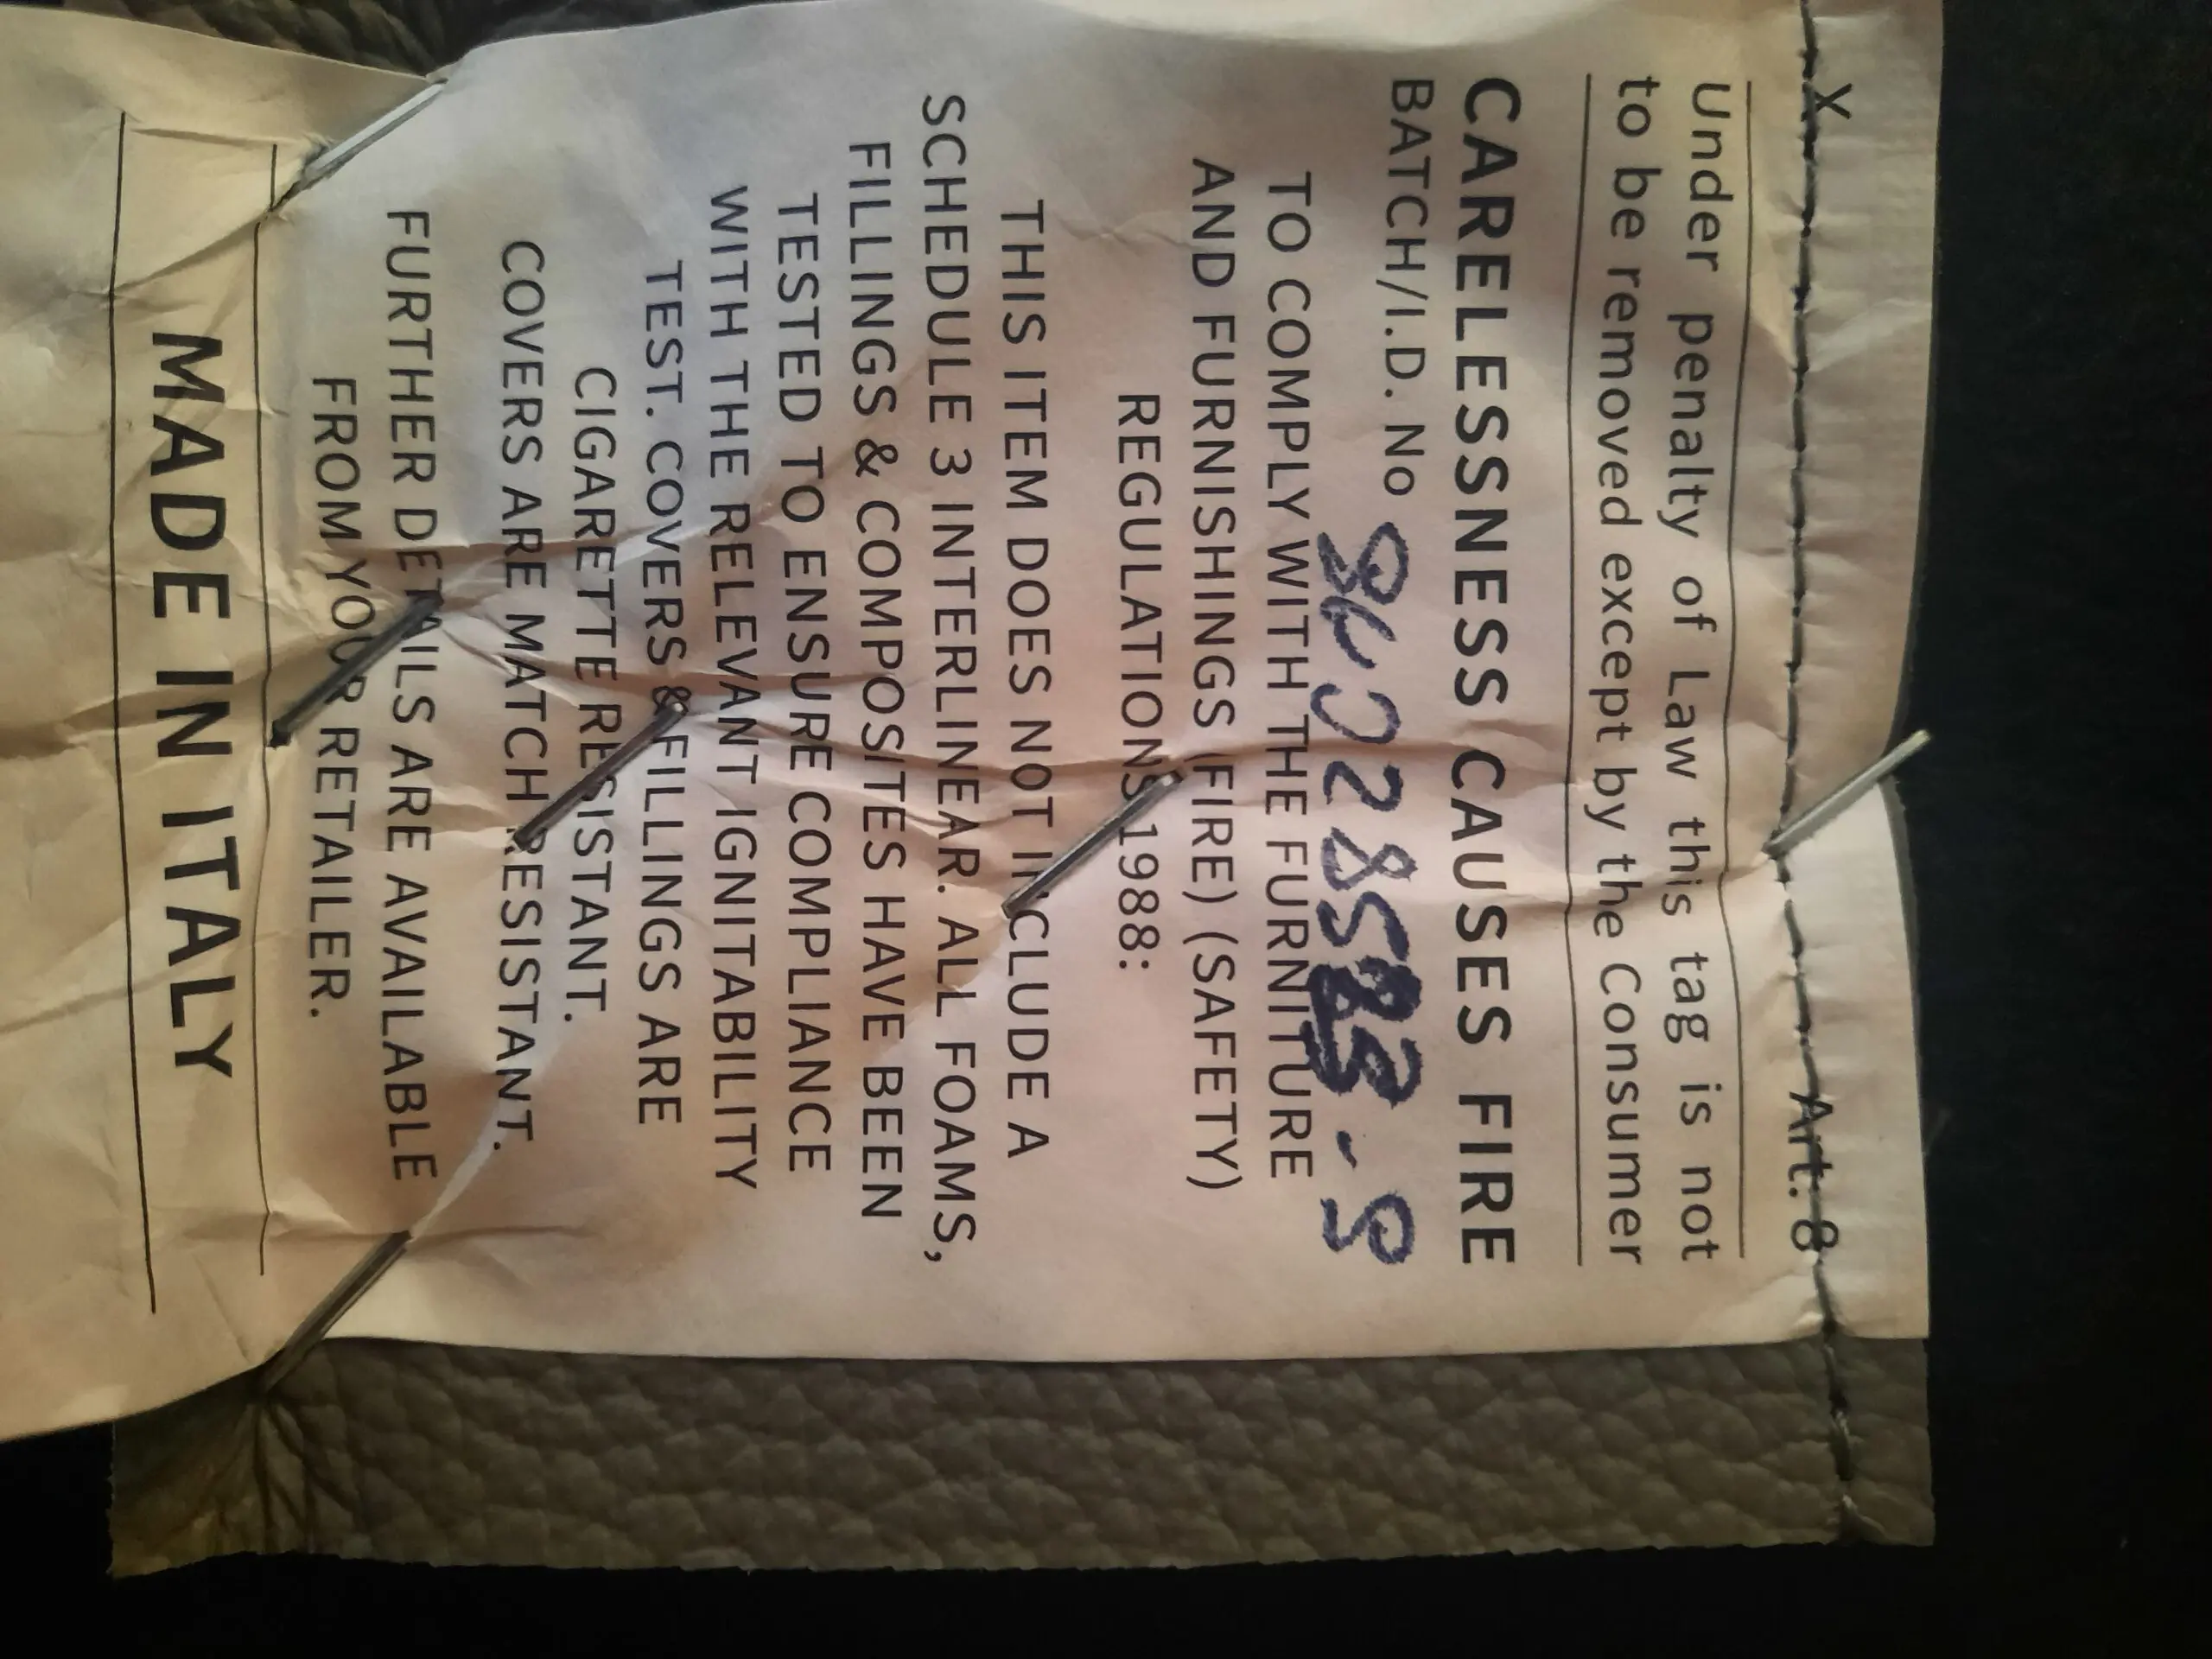 X Art. 8
Under penalty of Law this tag is not
to be removed except by the Consumer
CARELESSNESS CAUSES FIRE
BATCH/I.D. No
TO COMPLY WITH THE FURNITURE
AND FURNISHINGS (FIRE) (SAFETY)
REGULATIONS 1988:
THIS ITEM DOES NOT INCLUDE A
SCHEDULE 3 INTERLINEAR. ALL FOAMS,
FILLINGS & COMPOSITES HAVE BEEN
TESTED TO ENSURE COMPLIANCE
WITH THE RELEVANT IGNITABILITY
TEST. COVERS & FILLINGS ARE
CIGARETTE RESISTANT.
COVERS ARE MATCH RESISTANT.
FURTHER DETAILS ARE AVAILABLE
FROM YOUR RETAILER.
MADE IN ITALY